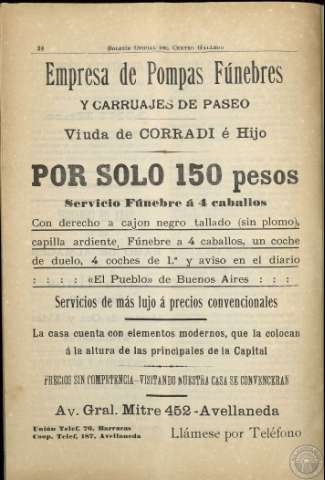 34
Boletín Oficial del Centro Gallego
Empresa de Pompas Fúnebres
Y CARRUAJES DE PASEO
Viuda de CORRADI é Hijo
POR SOLO 150 pesos
Servicio Fúnebre á 4 caballos
Con derecho a cajon negro tallado (sin plomo),
capilla ardiente, Fúnebre a 4 caballos, un coche
de duelo, 4 coches de 1.ª y aviso en el diario
: : : : «El Pueblo» de Buenos Aires : : :
Servicios de más lujo á precios convencionales
La casa cuenta con elementos modernos, que la colocan
á la altura de las principales de la Capital
PRECIOS SIN COMPETENCIA—VISITANDO NUESTRA CASA SE CONVENCERAN
Av. Gral. Mitre 452-Avellaneda
Unión Telef. 76, Barracas
Coop. Telef, 187, Avellaneda
Llámese por Teléfono